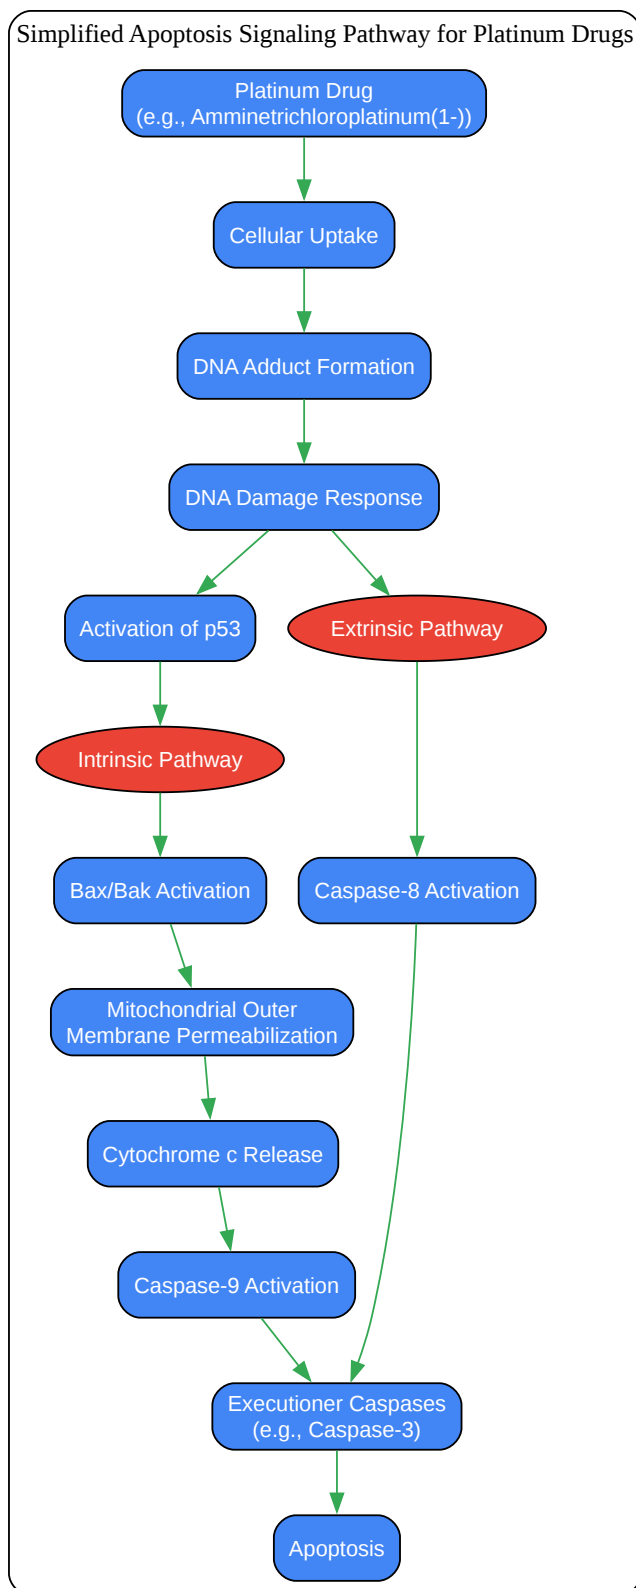 Simplified Apoptosis Signaling Pathway for Platinum Drugs
Platinum Drug
(e.g., Amminetrichloroplatinum(1-))
Cellular Uptake
DNA Adduct Formation
DNA Damage Response
Activation of p53
Extrinsic Pathway
Intrinsic Pathway
Bax/Bak Activation
Caspase-8 Activation
Mitochondrial Outer
Membrane Permeabilization
Cytochrome c Release
Caspase-9 Activation
Executioner Caspases
(e.g., Caspase-3)
Apoptosis